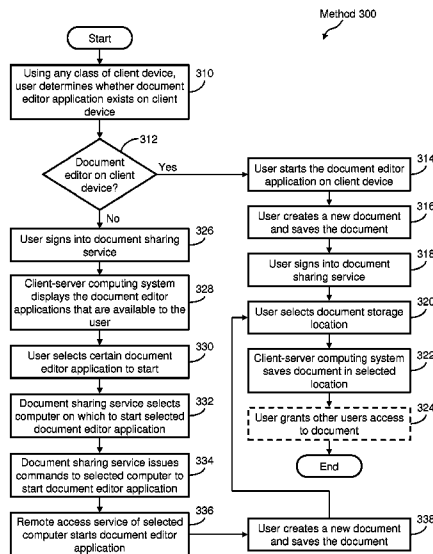 Method 300
Start
Using any class of client device,
user determines whether document
editor application exists on client
device
310
312
Document
editor on client
device?
Yes
No
User starts the document editor
application on client device
314
User creates a new document
and saves the document
316
User signs into document
sharing service
318
User selects document storage
location
320
Client-server computing system
saves document in selected
location
322
User grants other users access
to document
324
End
User signs into document sharing
service
326
Client-server computing system
displays the document editor
applications that are available to the
user
328
User selects certain document
editor application to start
330
Document sharing service selects
computer on which to start selected
document editor application
332
Document sharing service issues
commands to selected computer to
start document editor application
334
Remote access service of selected
computer starts document editor
application
336
User creates a new document
and saves the document
338